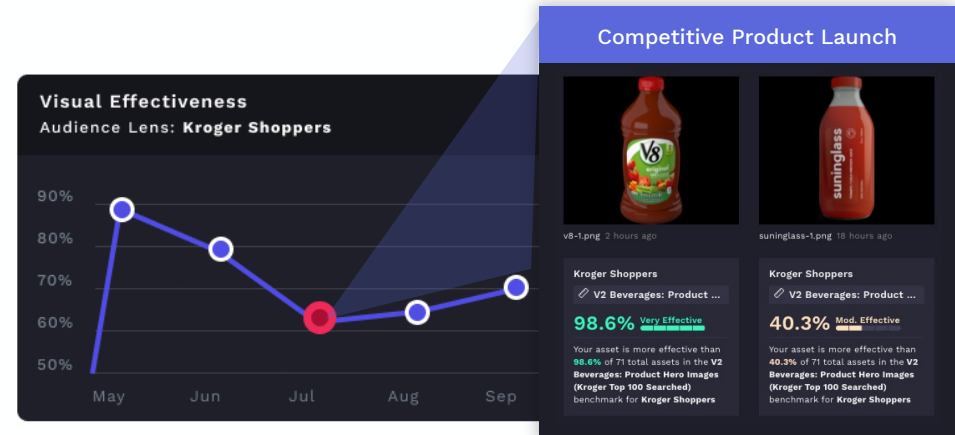 Visual Effectiveness
Audience Lens: Kroger Shoppers
90%
80%
70%
60%
50%
May Jun Jul Aug Sep
Competitive Product Launch
V8
original
suninglass
v8-1.png 2 hours ago
suninglass-1.png 18 hours ago
Kroger Shoppers
V2 Beverages: Product ...
98.6% Very Effective
Your asset is more effective than
98.6% of 71 total assets in the V2
Beverages: Product Hero Images
(Kroger Top 100 Searched)
benchmark for Kroger Shoppers
Kroger Shoppers
V2 Beverages: Product ...
40.3% Mod. Effective
Your asset is more effective than
40.3% of 71 total assets in the V2
Beverages: Product Hero Images
(Kroger Top 100 Searched)
benchmark for Kroger Shoppers